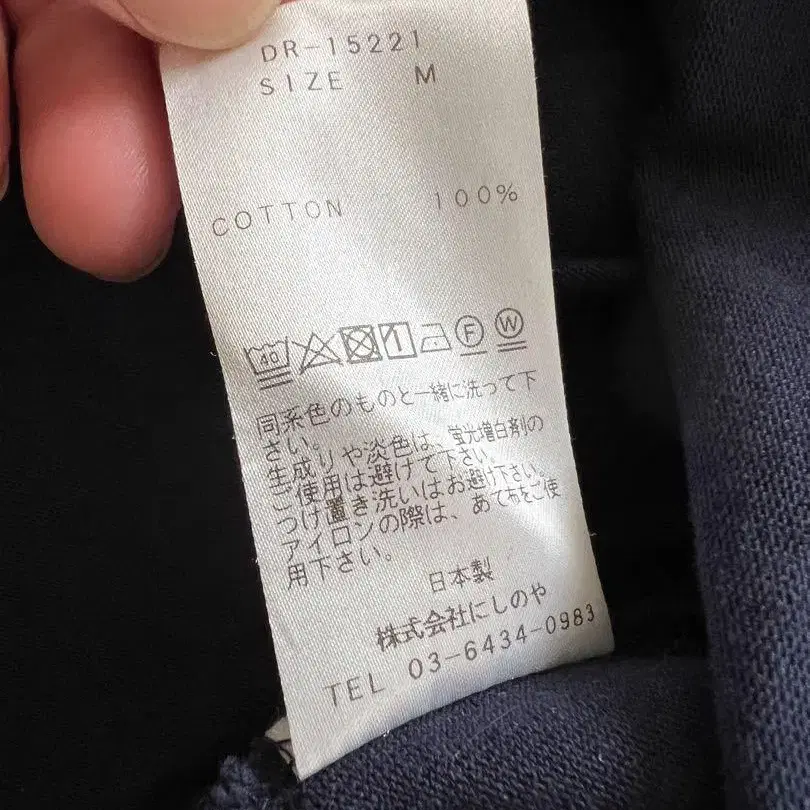 DR-15221
SIZE M
COTTON 100%
40 1 F W
同系色のものと一緒に洗って下
さい。
生成りや淡色は、蛍光増白剤の
ご使用は避けて下さい。
つけ置き洗いはお避け下さい。
アイロンの際は、あて布をご使
用下さい。
日本製
株式会社にしのや
TEL 03-6434-0983